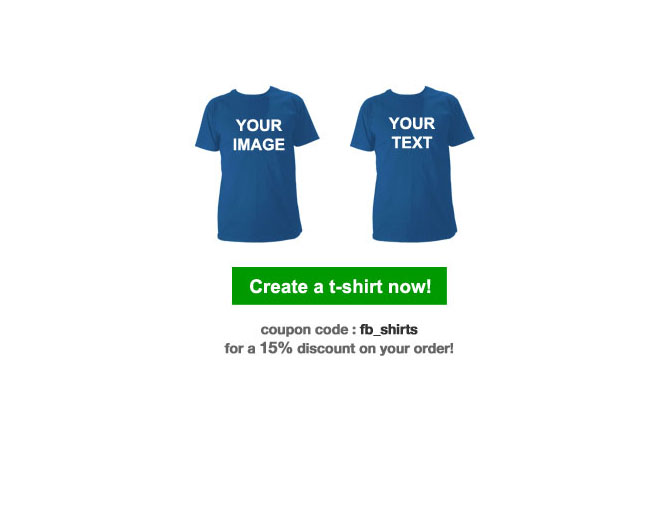 YOUR
IMAGE
YOUR
TEXT
Create a t-shirt now!
coupon code : fb_shirts
for a 15% discount on your order!